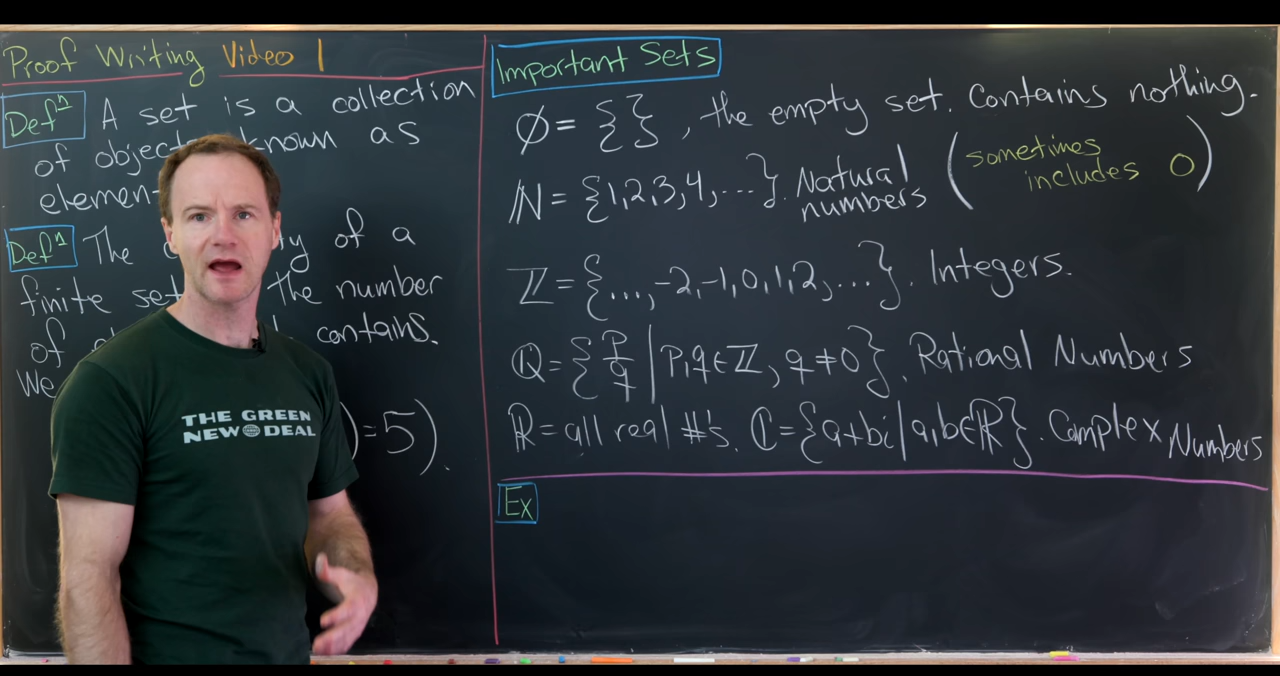 Proof Writing Video 1
Defⁿ A set is a collection
of object known as
elemen
Defⁿ The ty of a
finite set the number
of contains.
We
)=5).
THE GREEN
NEW DEAL
Important Sets
∅ = { }, the empty set. Contains nothing.
ℕ = {1,2,3,4,...}. Natural numbers (sometimes includes 0)
ℤ = {...,-2,-1,0,1,2,...}. Integers.
ℚ = {p/q | p,q∈ℤ, q≠0}. Rational Numbers
ℝ = all real #'s. ℂ = {a+bi | a,b∈ℝ}. Complex Numbers
Ex